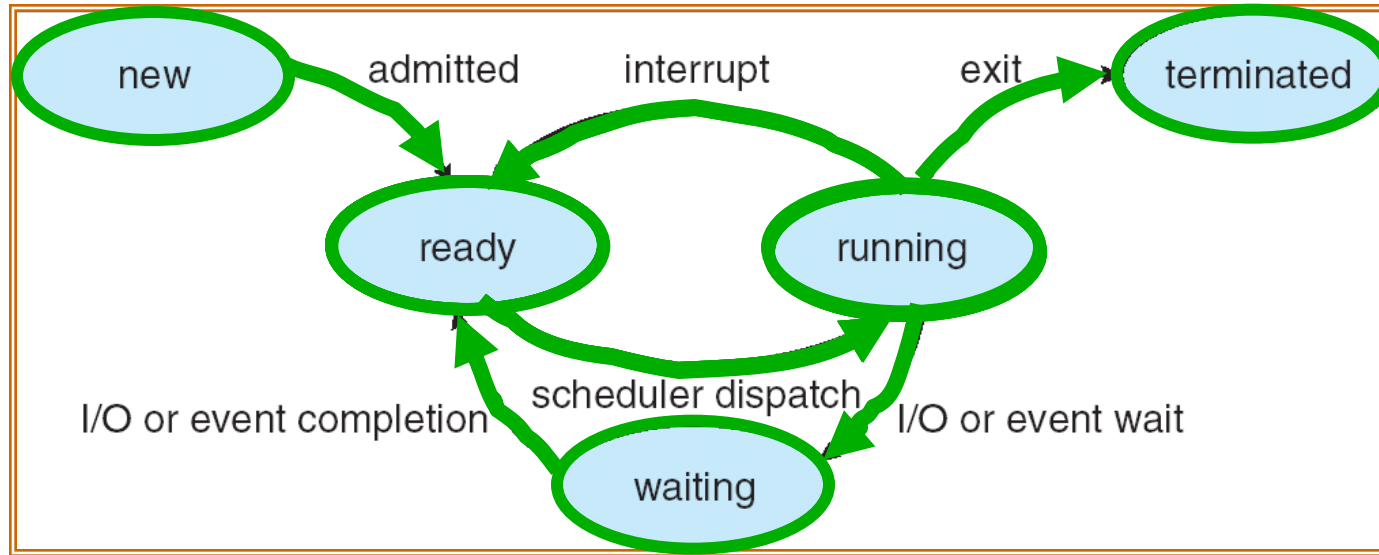 new
admitted
interrupt
exit
terminated
ready
running
scheduler dispatch
I/O or event completion
I/O or event wait
waiting